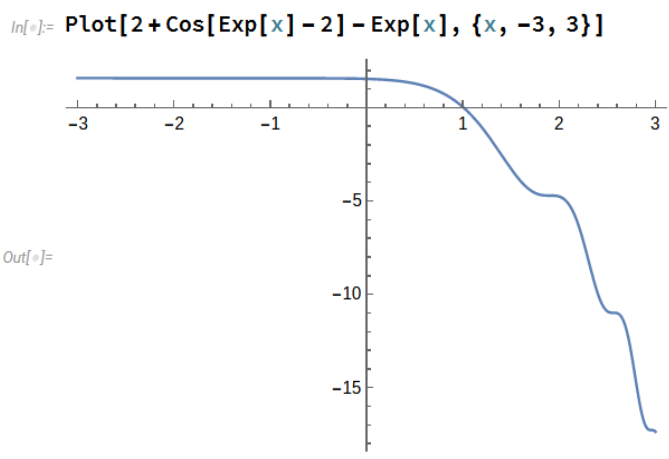 In[•]:= Plot[2+Cos[Exp[x]-2]-Exp[x], {x, -3, 3}]
-3 -2 -1 1 2 3
-5
Out[•]=
-10
-15